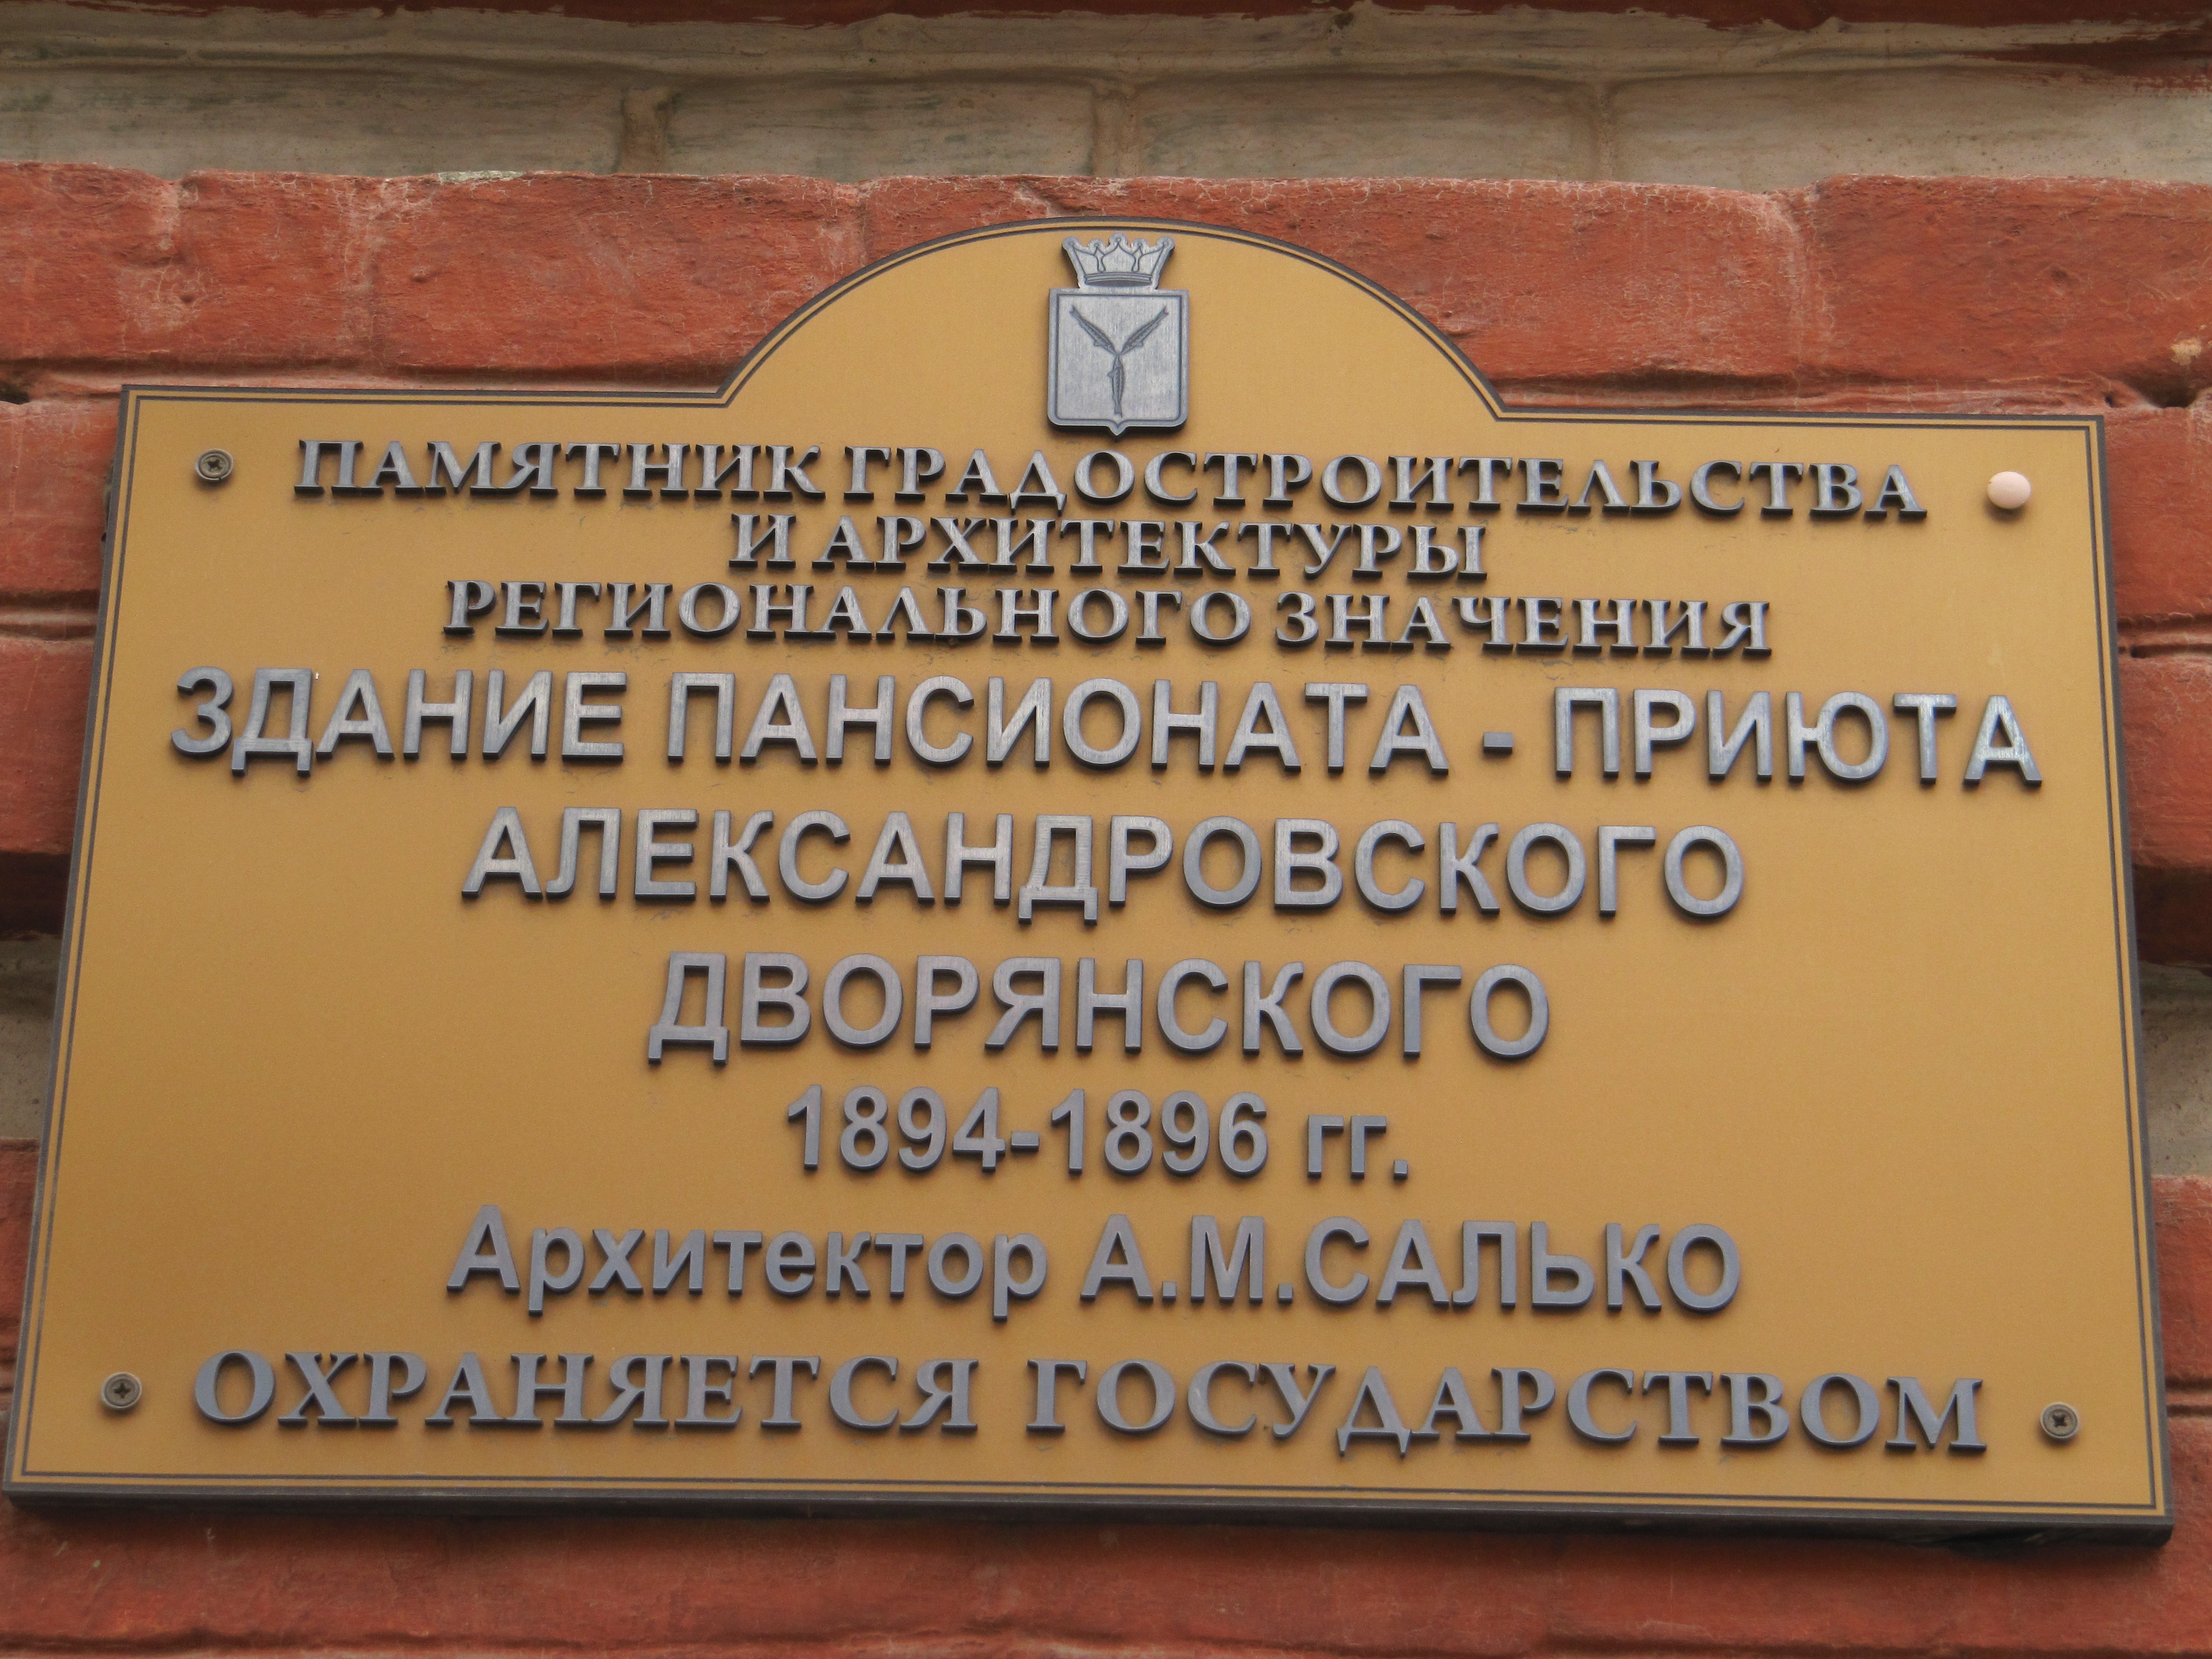 ПАМЯТНИК ГРАДОСТРОИТЕЛЬСТВА
И АРХИТЕКТУРЫ
РЕГИОНАЛЬНОГО ЗНАЧЕНИЯ
ЗДАНИЕ ПАНСИОНАТА - ПРИЮТА
АЛЕКСАНДРОВСКОГО
ДВОРЯНСКОГО
1894-1896 гг.
Архитектор А.М.САЛЬКО
ОХРАНЯЕТСЯ ГОСУДАРСТВОМ